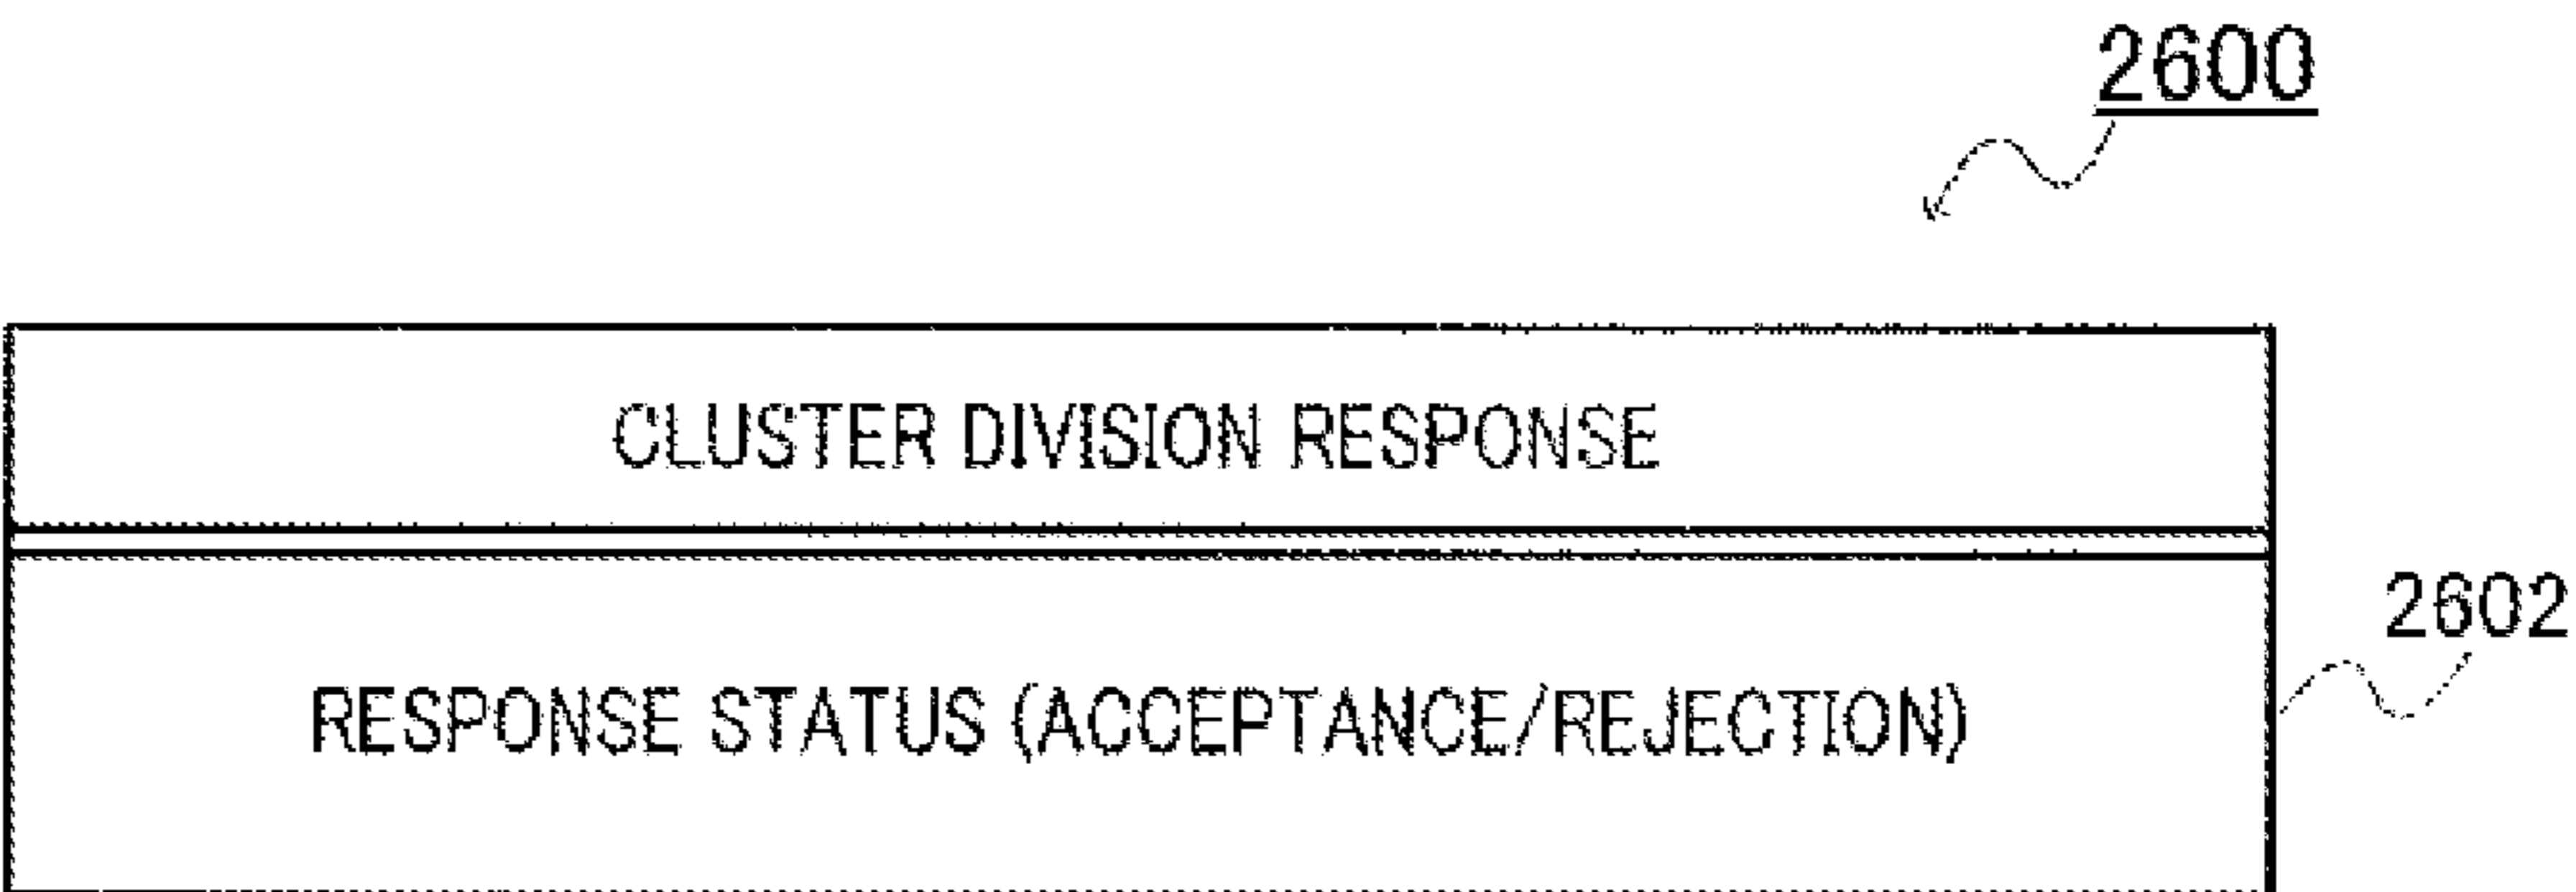 2600
CLUSTER DIVISION RESPONSE
2602
RESPONSE STATUS (ACCEPTANCE/REJECTION)